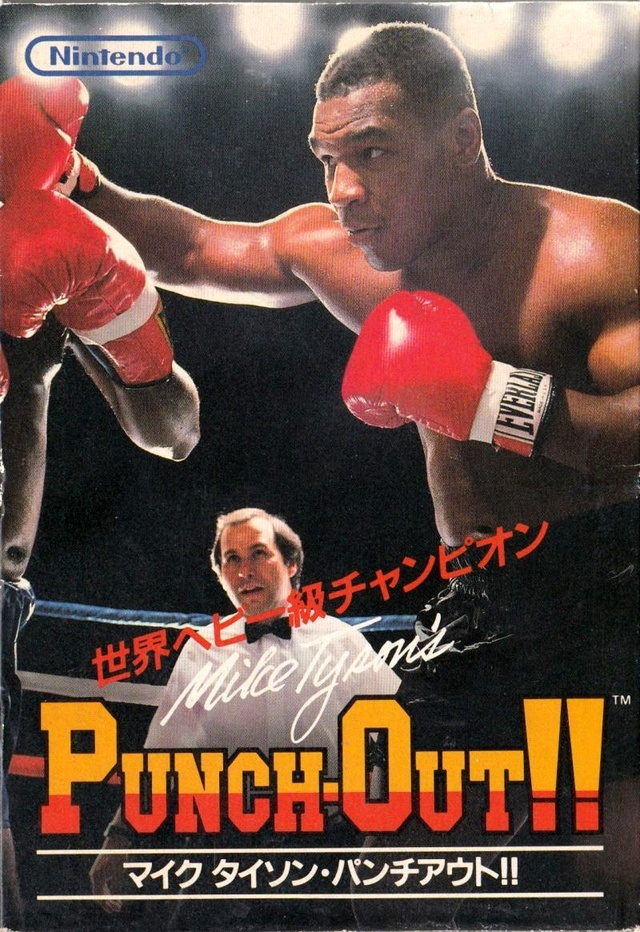 Nintendo
EVERLAST
世界ヘビー級チャンピオン
Mike Tyson's
PUNCH-OUT!!™
マイク タイソン・パンチアウト!!